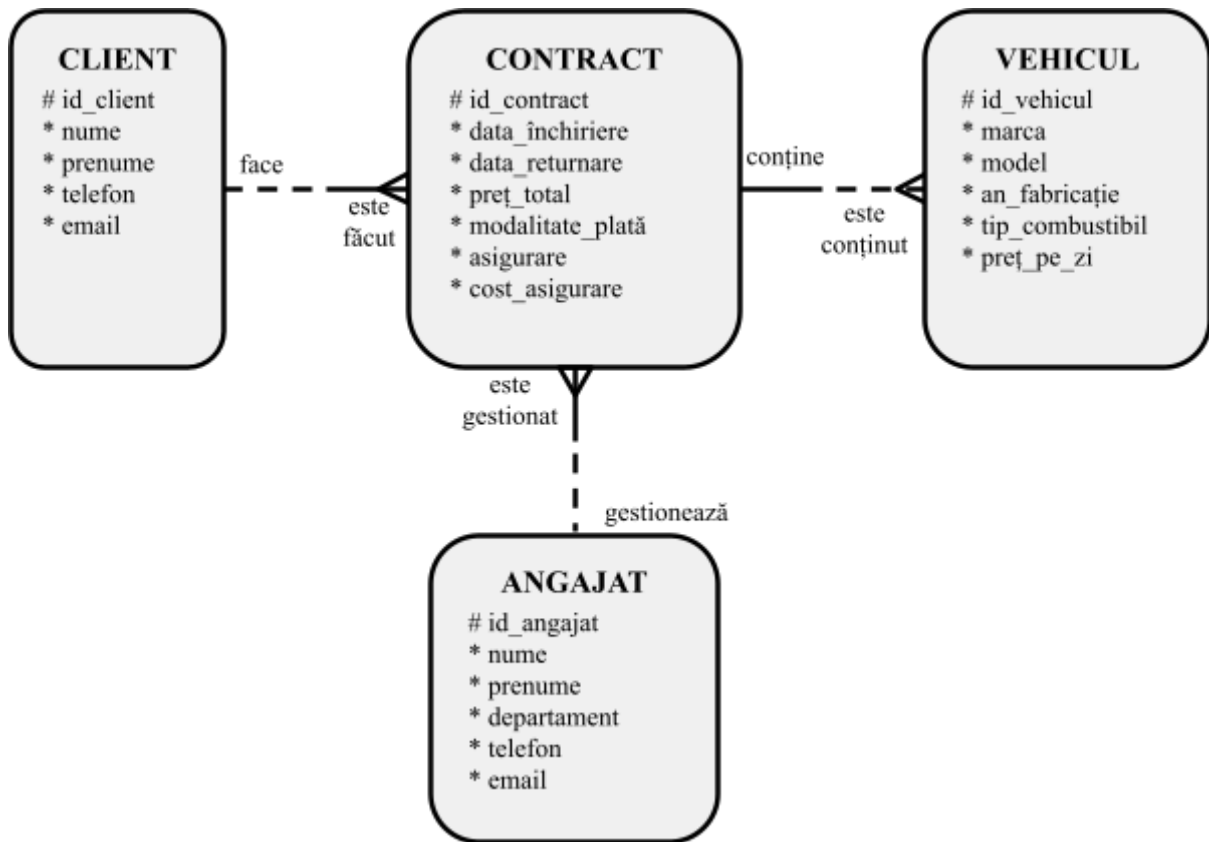 CLIENT
# id_client
* nume
* prenume
* telefon
* email
face
este
făcut
CONTRACT
# id_contract
* data_închiriere
* data_returnare
* preț_total
* modalitate_plată
* asigurare
* cost_asigurare
conține
este
conținut
VEHICUL
# id_vehicul
* marca
* model
* an_fabricație
* tip_combustibil
* preț_pe_zi
este
gestionat
gestionează
ANGAJAT
# id_angajat
* nume
* prenume
* departament
* telefon
* email